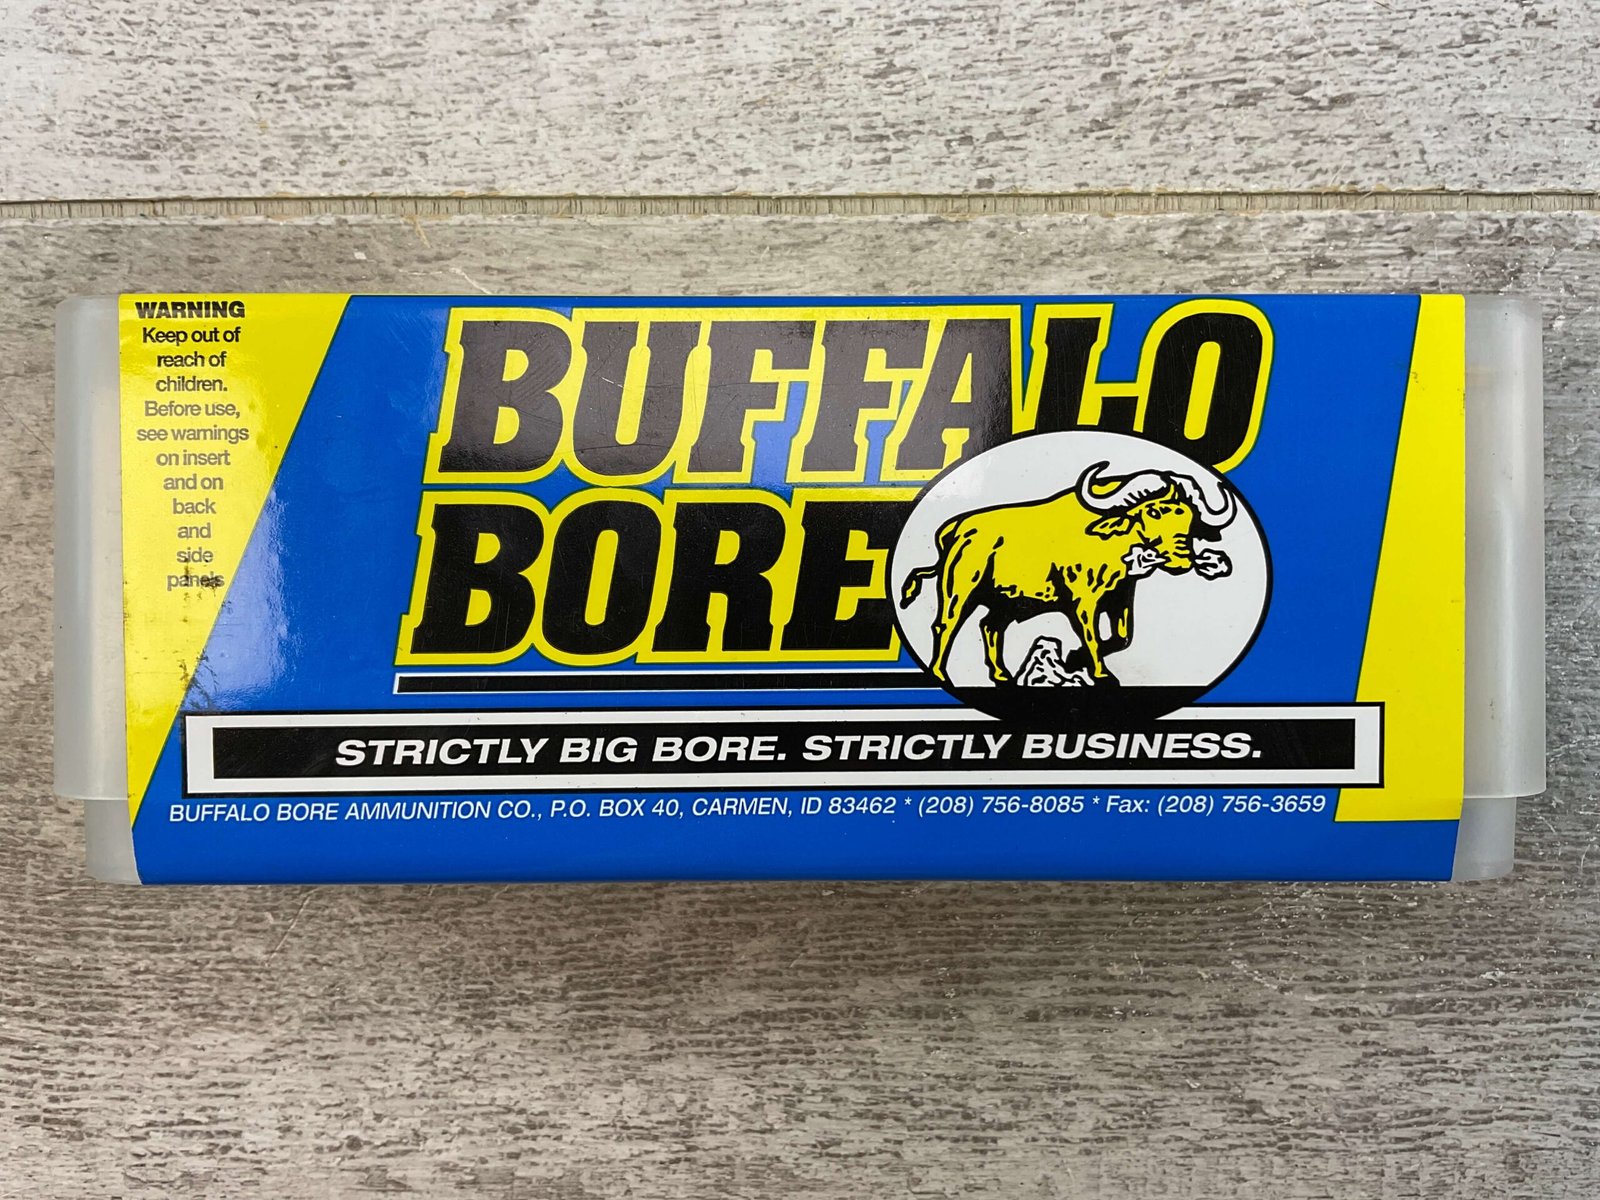 WARNING
Keep out of
reach of
children.
Before use,
see warnings
on insert
and on
back
and
side
panels
BUFFALO
BORE
STRICTLY BIG BORE. STRICTLY BUSINESS.
BUFFALO BORE AMMUNITION CO., P.O. BOX 40, CARMEN, ID 83462 * (208) 756-8085 * Fax: (208) 756-3659